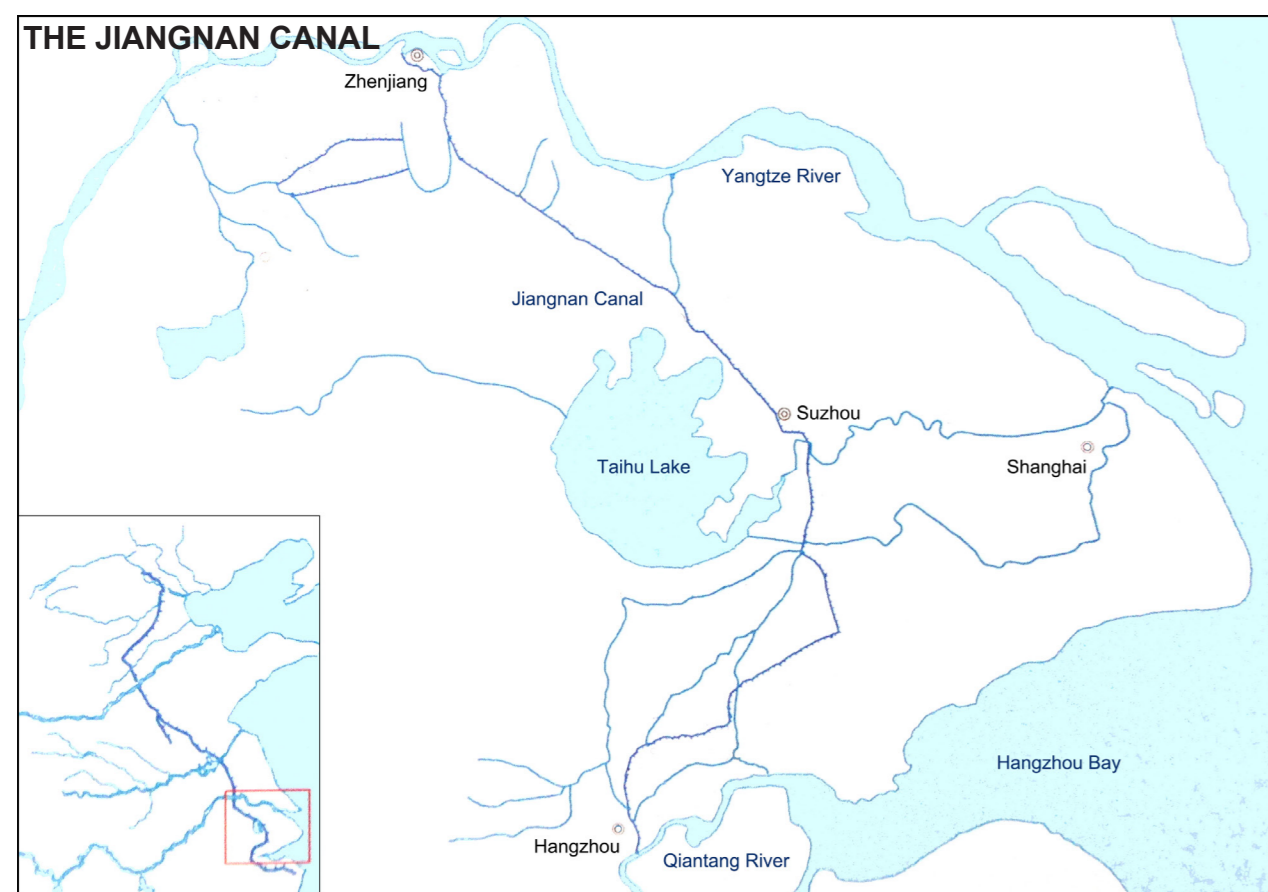 THE JIANGNAN CANAL
Zhenjiang
Yangtze River
Jiangnan Canal
Suzhou
Taihu Lake
Shanghai
Hangzhou Bay
Hangzhou
Qiantang River